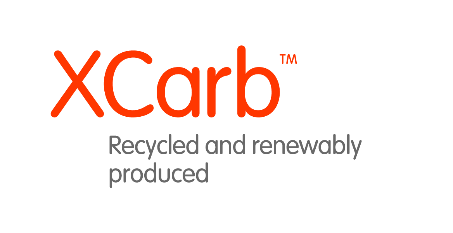 XCarb™
Recycled and renewably
produced